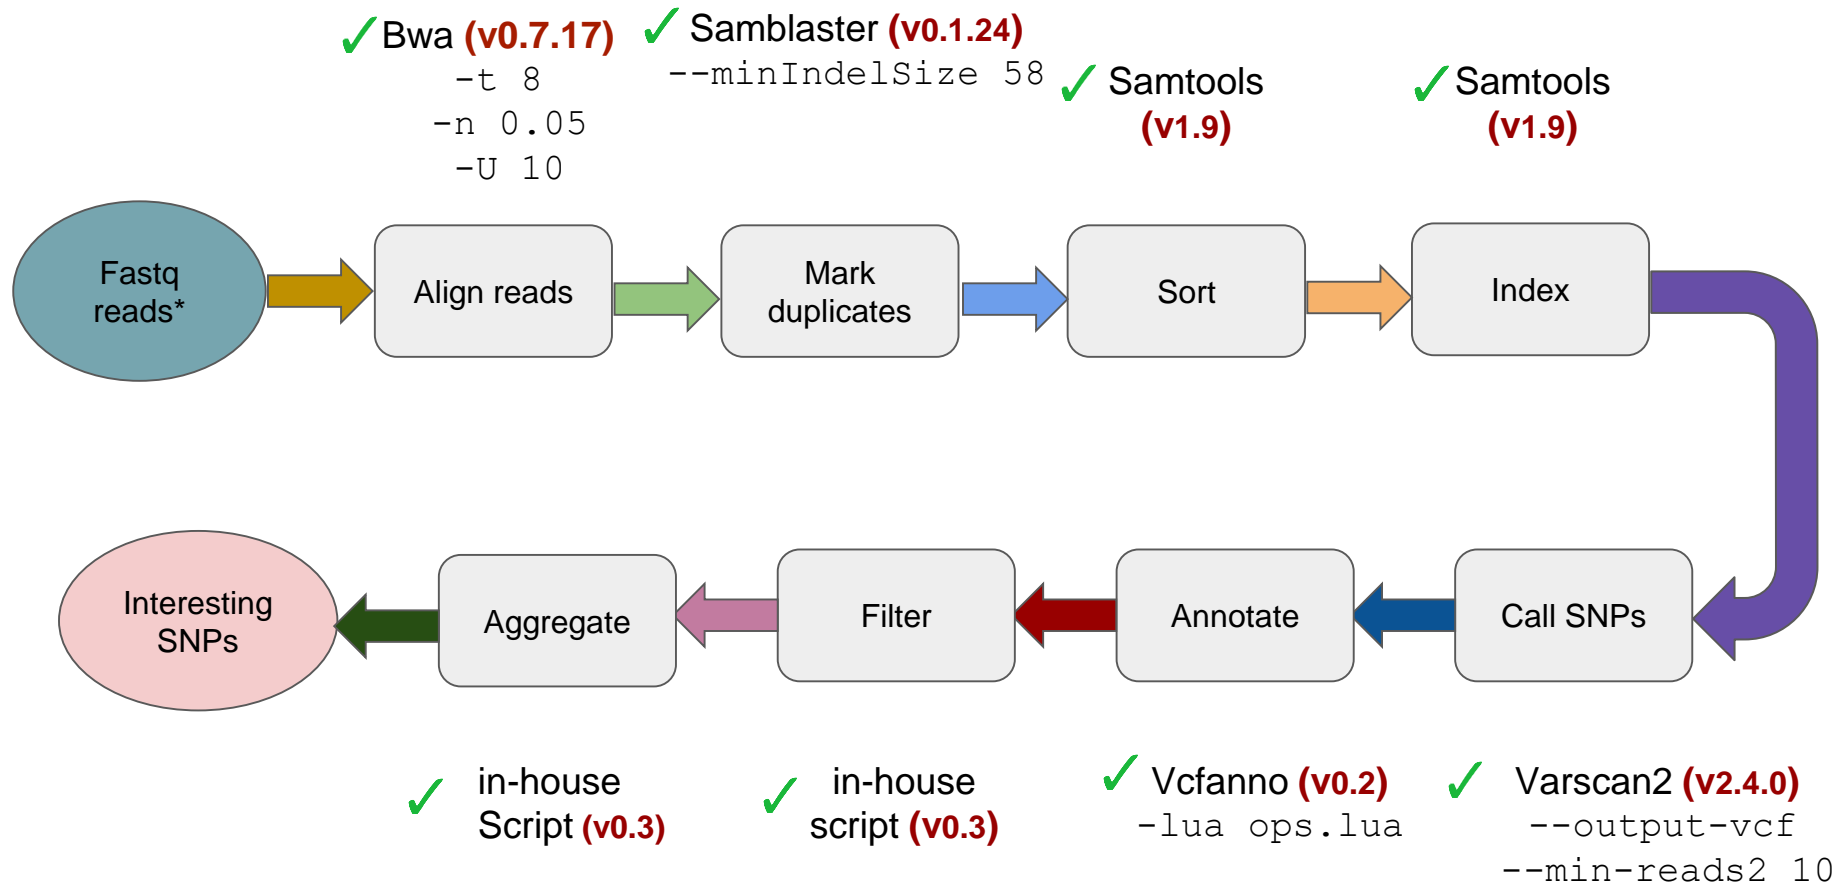 ✓ Bwa (v0.7.17)
-t 8
-n 0.05
-U 10
✓ Samblaster (v0.1.24)
--minIndelSize 58
✓ Samtools
(v1.9)
✓ Samtools
(v1.9)
Fastq
reads*
Align reads
Mark
duplicates
Sort
Index
Interesting
SNPs
Aggregate
Filter
Annotate
Call SNPs
✓ in-house
Script (v0.3)
✓ in-house
script (v0.3)
✓ Vcfanno (v0.2)
-lua ops.lua
✓ Varscan2 (v2.4.0)
--output-vcf
--min-reads2 10